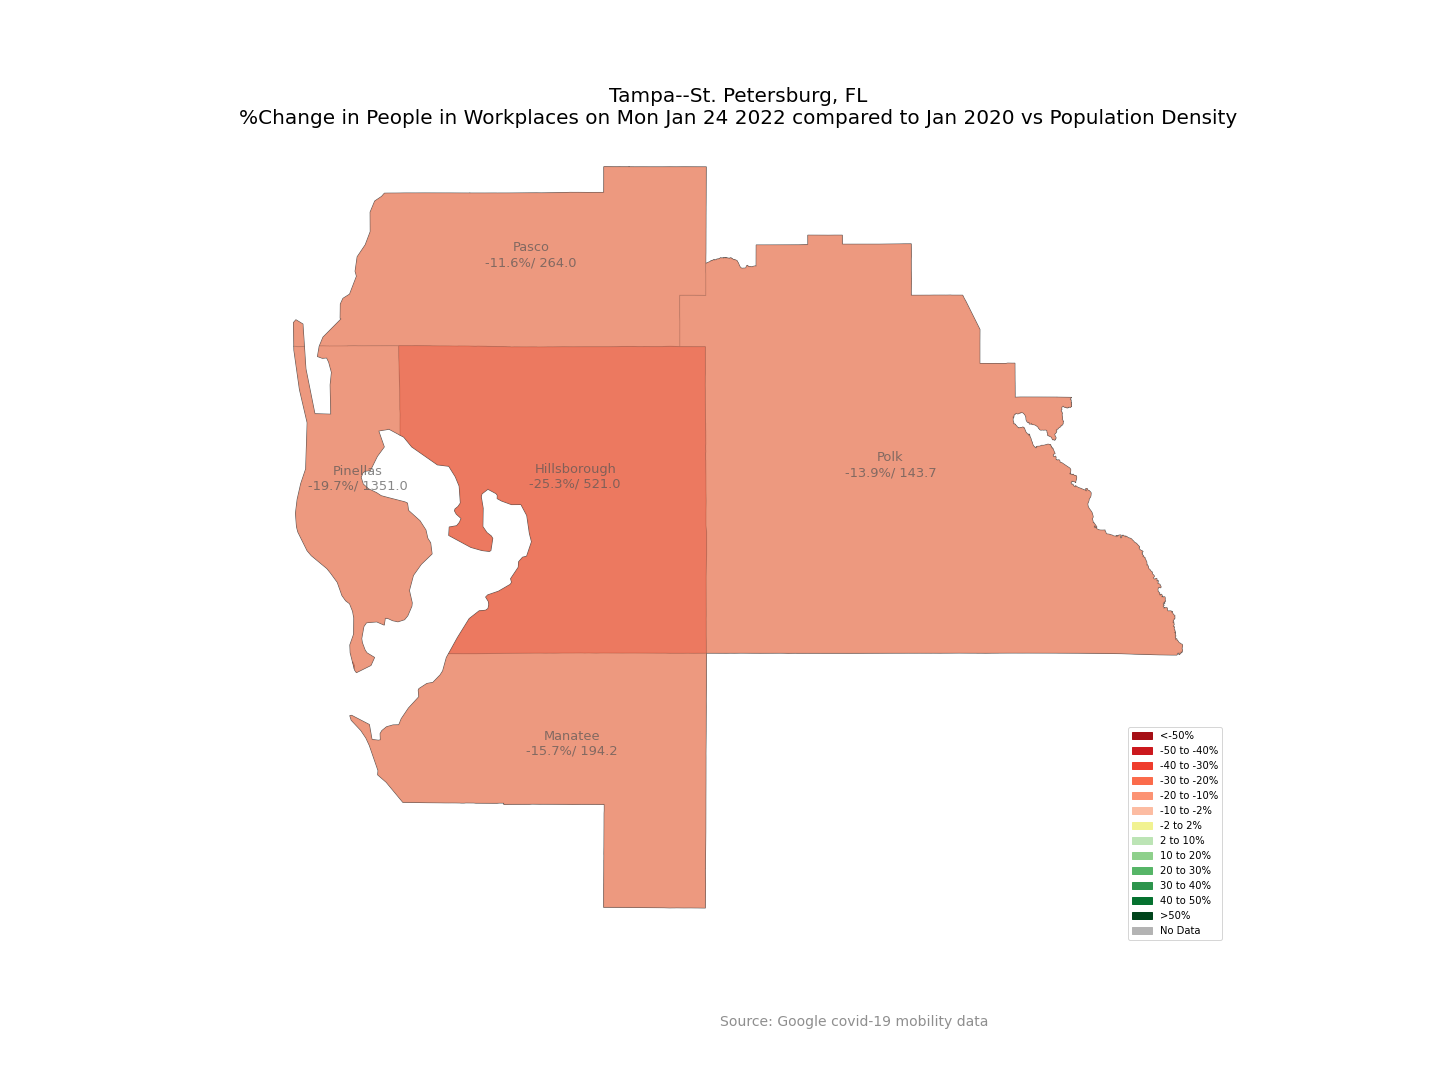 Tampa--St. Petersburg, FL
%Change in People in Workplaces on Mon Jan 24 2022 compared to Jan 2020 vs Population Density
Pasco
-11.6%/ 264.0
Pinellas
-19.7%/ 1351.0
Hillsborough
-25.3%/ 521.0
Polk
-13.9%/ 143.7
Manatee
-15.7%/ 194.2
<-50%
-50 to -40%
-40 to -30%
-30 to -20%
-20 to -10%
-10 to -2%
-2 to 2%
2 to 10%
10 to 20%
20 to 30%
30 to 40%
40 to 50%
>50%
No Data
Source: Google covid-19 mobility data